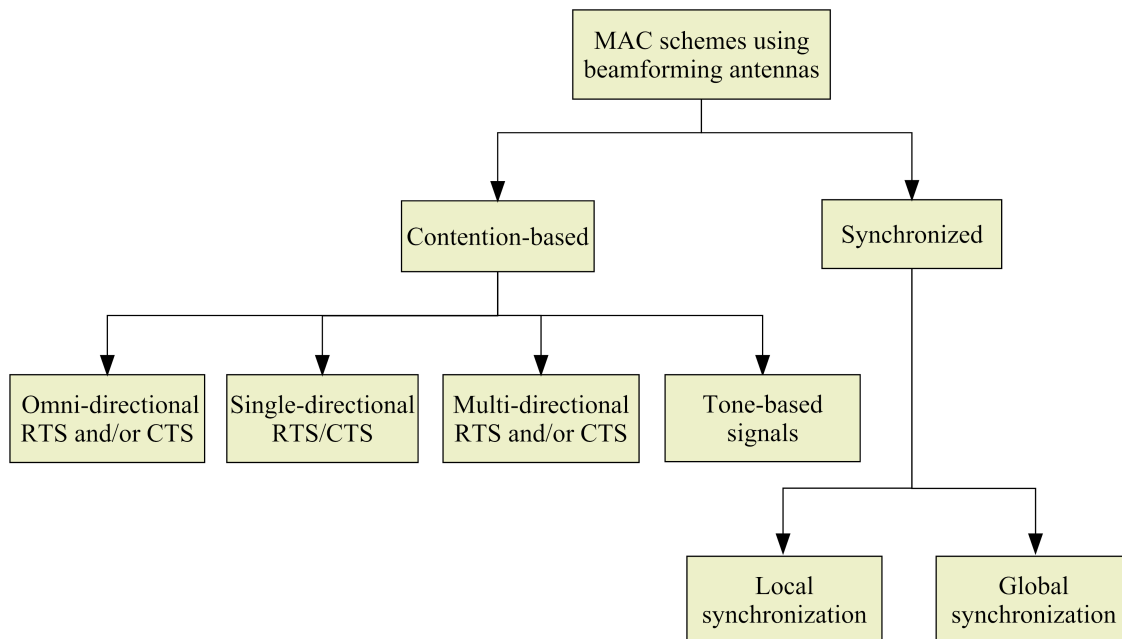 MAC schemes using
beamforming antennas
Contention-based
Synchronized
Omni-directional
RTS and/or CTS
Single-directional
RTS/CTS
Multi-directional
RTS and/or CTS
Tone-based
signals
Local
synchronization
Global
synchronization